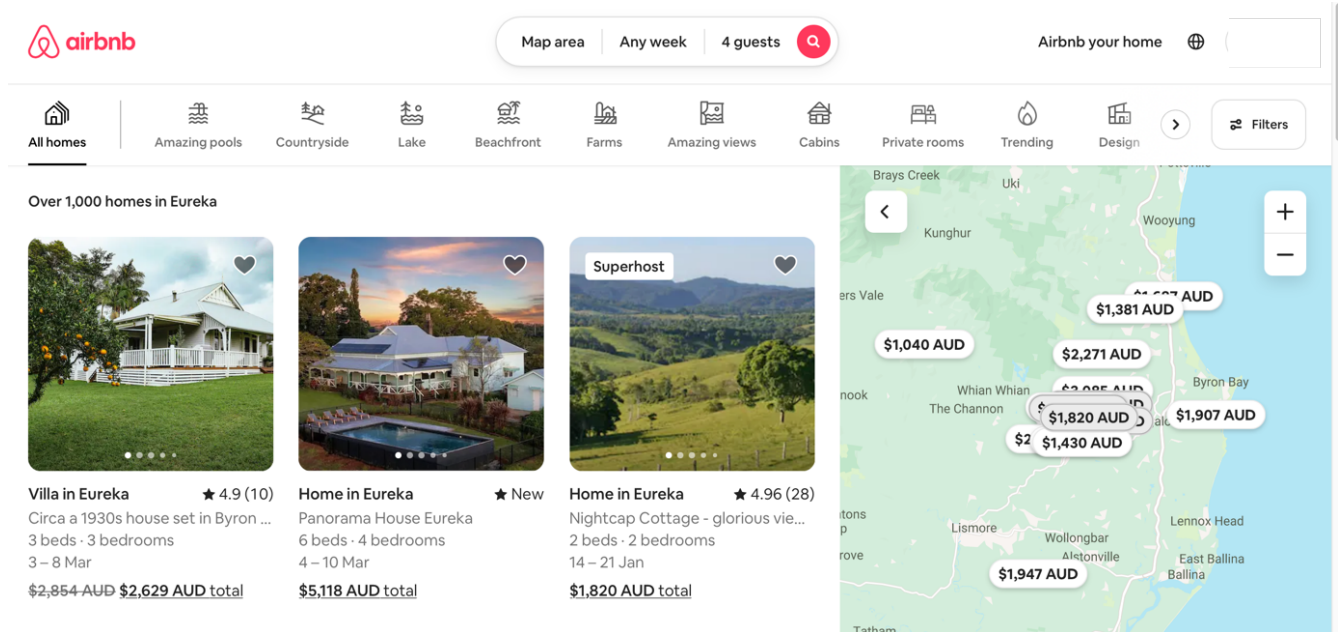 airbnb
Map area
Any week
4 guests
Airbnb your home
All homes
Amazing pools
Countryside
Lake
Beachfront
Farms
Amazing views
Cabins
Private rooms
Trending
Design
Filters
Over 1,000 homes in Eureka
Villa in Eureka
4.9 (10)
Circa a 1930s house set in Byron ...
3 beds · 3 bedrooms
3 – 8 Mar
$2,854 AUD $2,629 AUD total
Home in Eureka
New
Panorama House Eureka
6 beds · 4 bedrooms
4 – 10 Mar
$5,118 AUD total
Superhost
Home in Eureka
4.96 (28)
Nightcap Cottage - glorious vie...
2 beds · 2 bedrooms
14 – 21 Jan
$1,820 AUD total
Brays Creek
Uki
Wooyung
Kunghur
ers Vale
AUD
$1,381 AUD
$1,040 AUD
$2,271 AUD
Byron Bay
Whian Whian
nook
The Channon
$1,820 AUD
$1,907 AUD
$1,430 AUD
Lismore
Lennox Head
Wollongbar
Alstonville
East Ballina
Ballina
$1,947 AUD
tons
rove
Tatham